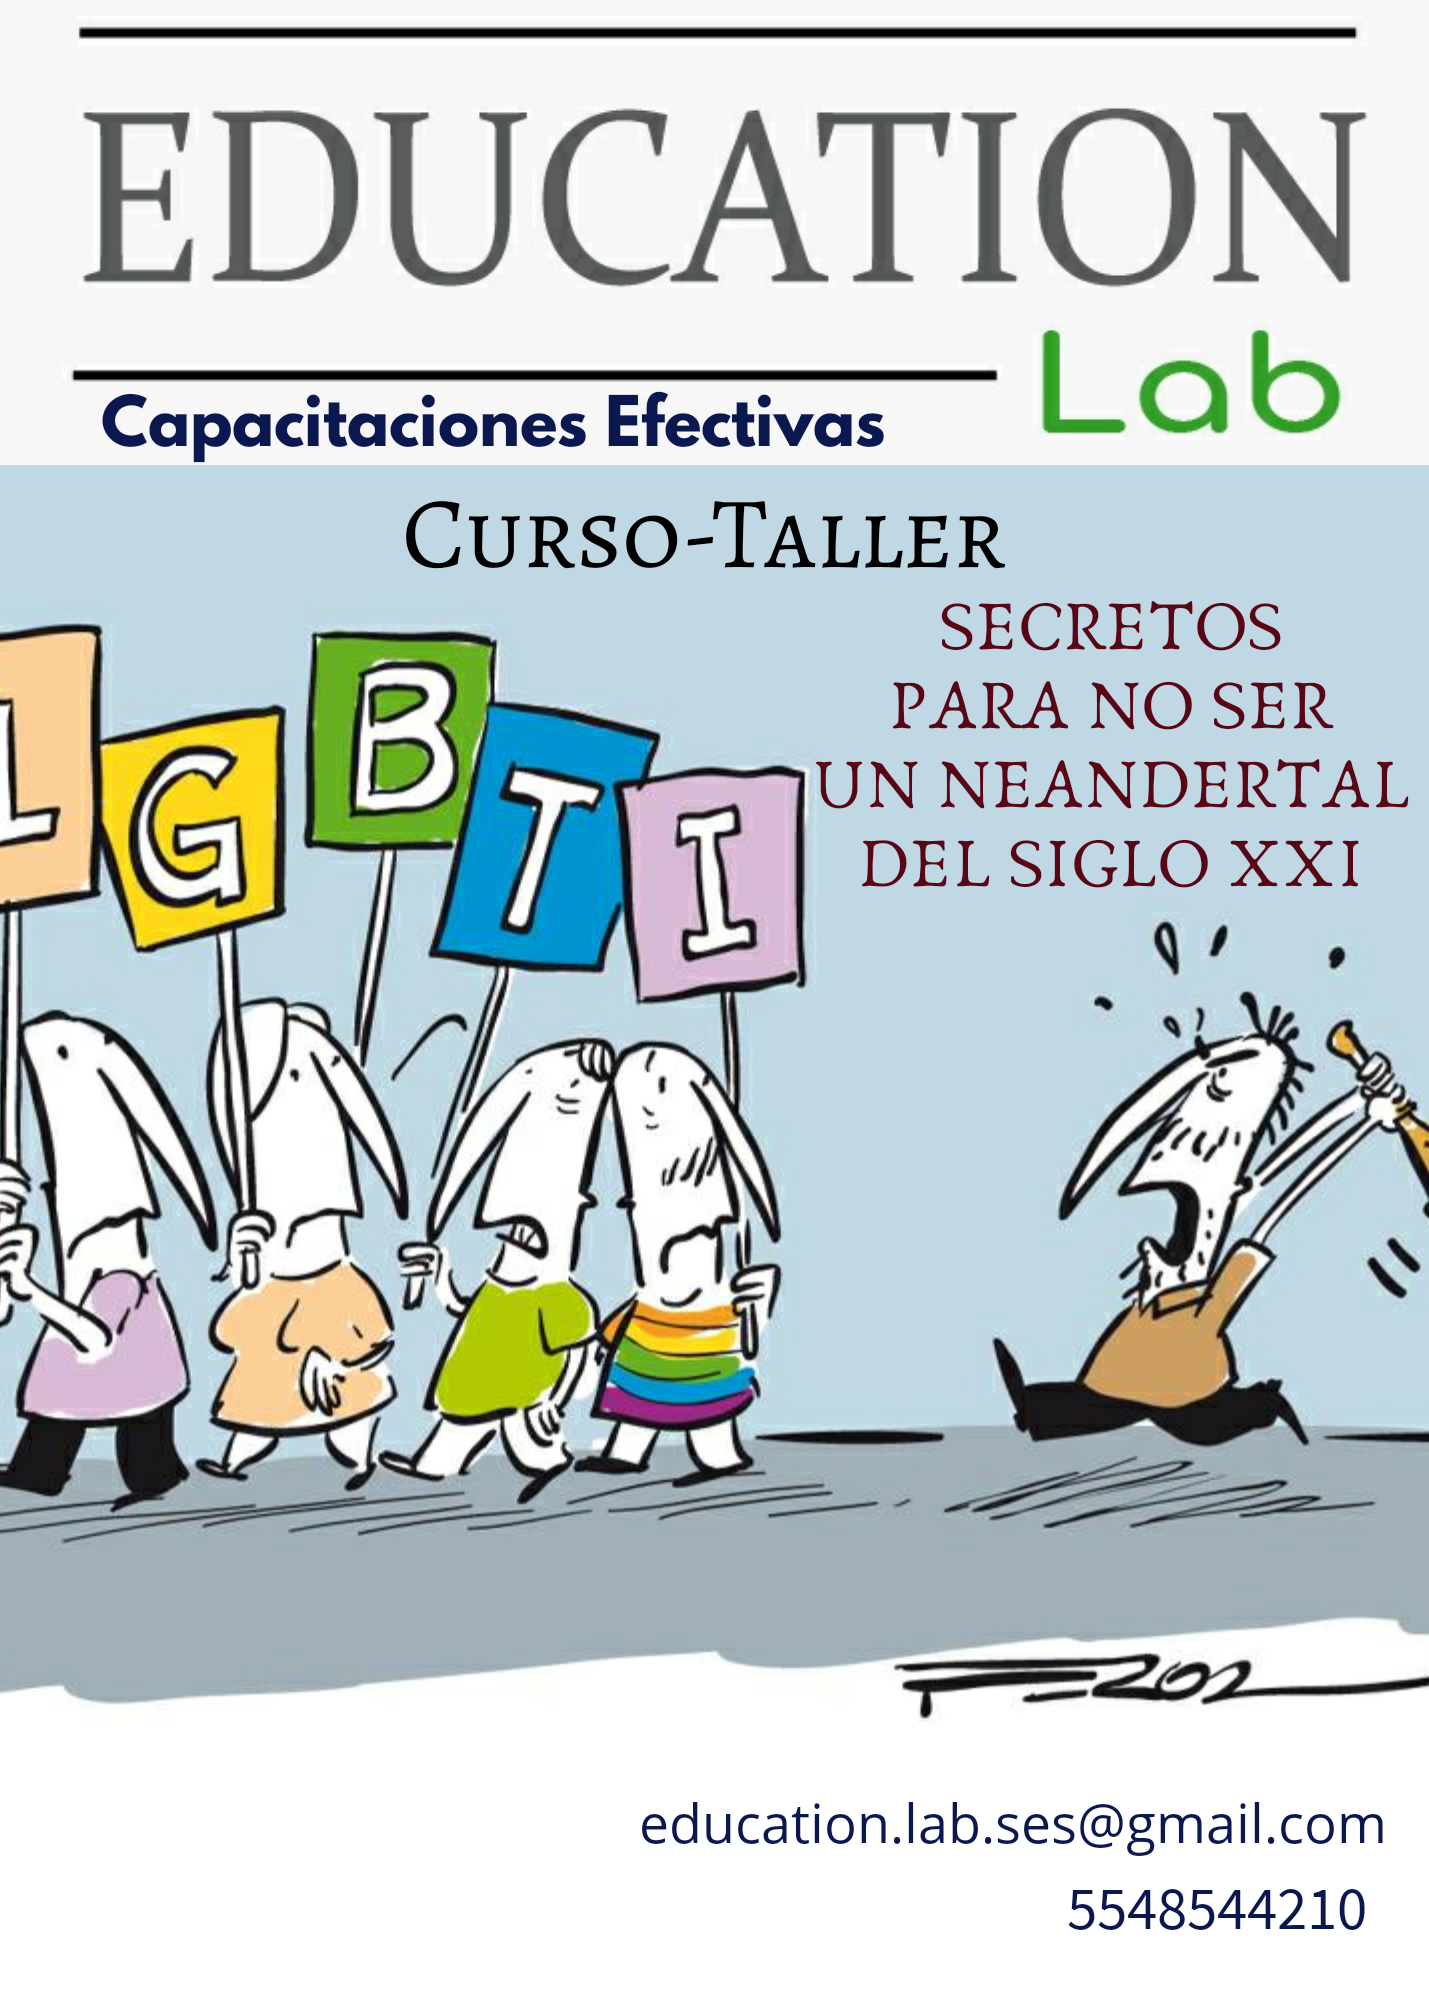 EDUCATION
Lab
Capacitaciones Efectivas
Curso-Taller
SECRETOS
PARA NO SER
UN NEANDERTAL
DEL SIGLO XXI
L G B T I
education.lab.ses@gmail.com
5548544210